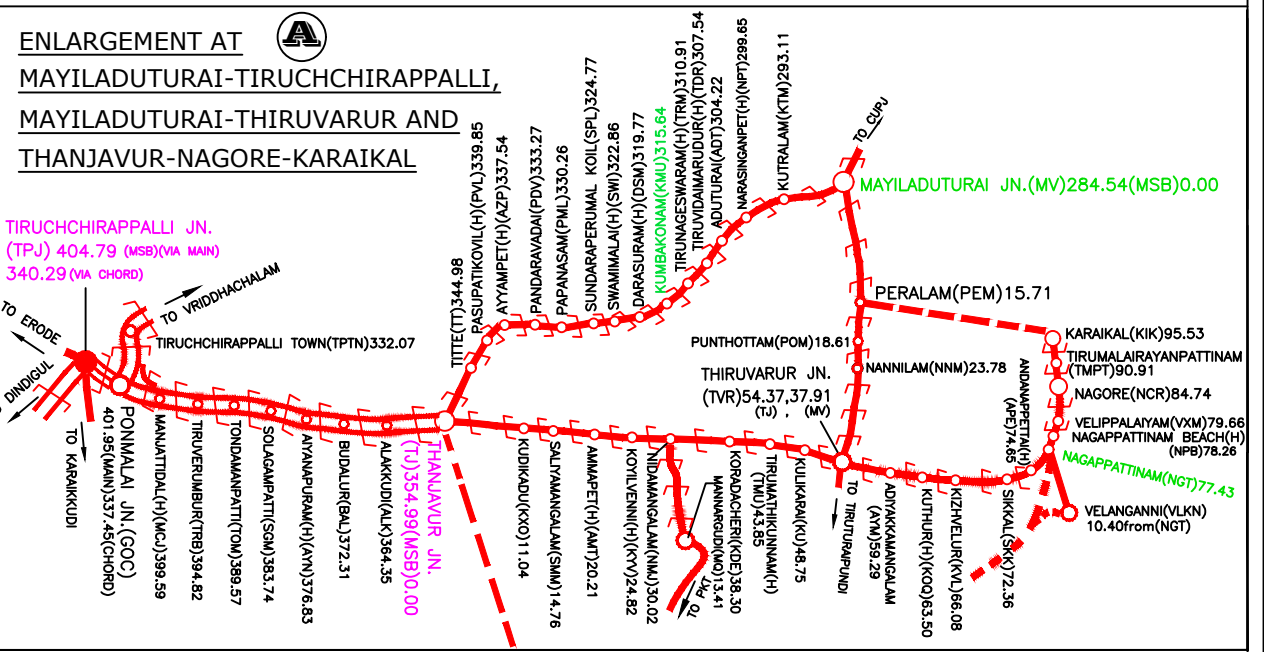 ENLARGEMENT AT
A
MAYILADUTURAI-TIRUCHCHIRAPPALLI,
MAYILADUTURAI-THIRUVARUR AND
THANJAVUR-NAGORE-KARAIKAL
TIRUCHCHIRAPPALLI JN.
(TPJ) 404.79 (MSB)(VIA MAIN)
340.29(VIA CHORD)
TO ERODE
DINDIGUL
TO KARAIKKUDI
TO VRIDDHACHALAM
TIRUCHCHIRAPPALLI TOWN(TPTN)332.07
PONMALAI JN.(GOC)
401.95(MAIN)337.45(CHORD)
MANJATTIDAL(H)(MCJ)399.59
TIRUVERUMBUR(TRB)394.82
TONDAMANPATTI(TOM)389.57
SOLAGAMPATTI(SGM)383.74
AIYANAPURAM(H)(AYN)376.83
BUDALUR(BAL)372.31
ALAKKUDI(ALK)364.35
THANJAVUR JN.
(TJ)354.99(MSB)0.00
TITTE(TT)344.98
PASUPATIKOVIL(H)(PVL)339.85
AYYAMPET(H)(AZP)337.54
PANDARAVADAI(PDV)333.27
PAPANASAM(PML)330.26
SUNDARAPERUMAL KOIL(SPL)324.77
SWAMIMALAI(H)(SWI)322.86
DARASURAM(H)(DSM)319.77
KUMBAKONAM(KMU)315.64
TIRUNAGESWARAM(H)(TRM)310.91
TIRUVIDAIMARUDUR(H)(TDR)307.54
ADUTURAI(ADT)304.22
NARASINGANPET(H)(NPT)299.65
KUTRALAM(KTM)293.11
TO CUPJ
MAYILADUTURAI JN.(MV)284.54(MSB)0.00
PERALAM(PEM)15.71
PUNTHOTTAM(POM)18.61
NANNILAM(NNM)23.78
THIRUVARUR JN.
(TVR)54.37,37.91
(TJ) , (MV)
KUDIKADU(KXO)11.04
SALIYAMANGALAM(SMM)14.76
AMMAPET(H)(AMT)20.21
KOYILVENNI(H)(KYV)24.82
NIDAMANGALAM(NMJ)30.02
MANNARGUDI(MQ)13.41
TO PKT
KORADACHERI(KDE)38.30
TIRUMATHIKUNNAM(H)
(TMU)43.85
KULIKARAI(KU)48.75
TO TIRUTURAIPUNDI
ADIYAKKAMANGALAM
(AYM)59.29
KUTHUR(H)(KOQ)63.50
KIZHVELUR(KVL)66.08
SIKKAL(SKK)72.36
ANDANAPPETTAI(H)
(APE)74.65
KARAIKAL(KIK)95.53
TIRUMALAIRAYANPATTINAM
(TMPT)90.91
NAGORE(NCR)84.74
VELIPPALAIYAM(VXM)79.66
NAGAPPATTINAM BEACH(H)
(NPB)78.26
NAGAPPATTINAM(NGT)77.43
VELANGANNI(VLKN)
10.40from(NGT)